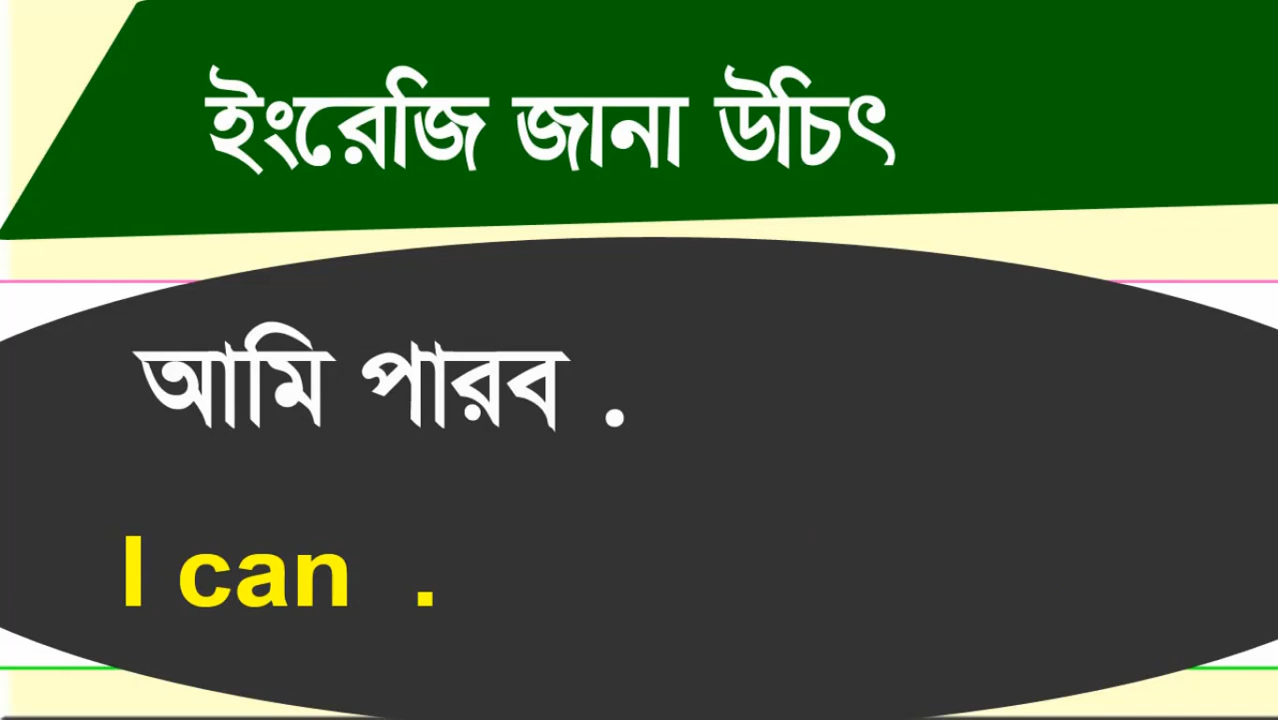 ইংরেজি জানা উচিৎ
আমি পারব .
I can .